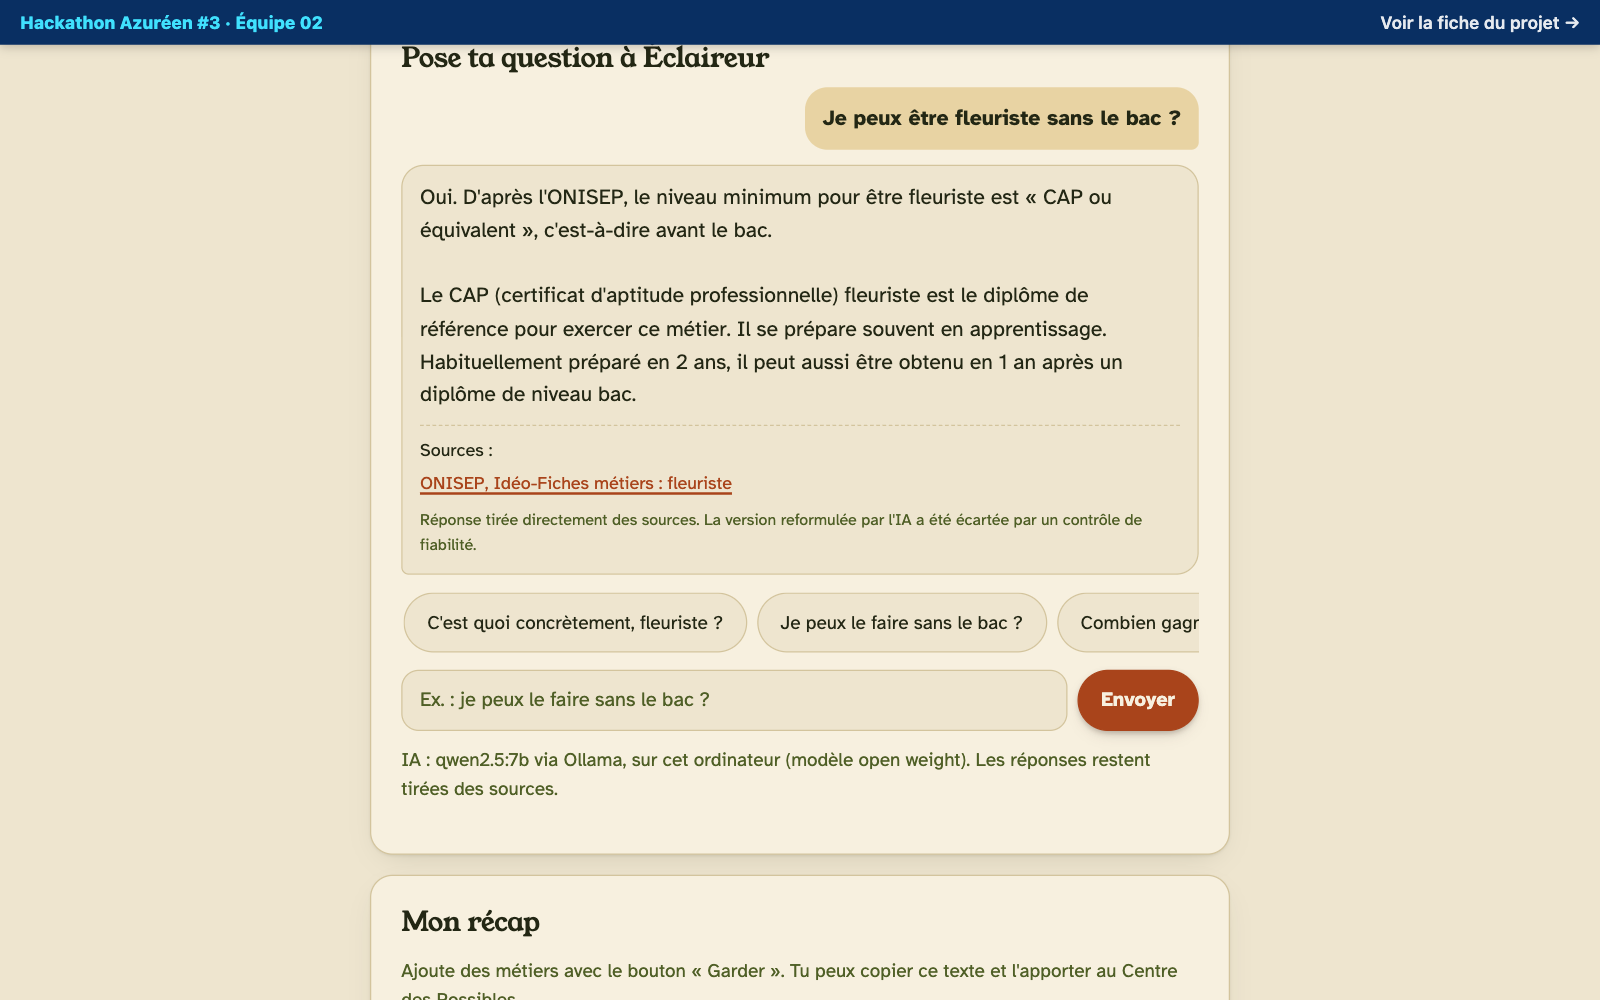 Hackathon Azuréen #3 · Équipe 02
Voir la fiche du projet →
Pose ta question à Éclaireur
Je peux être fleuriste sans le bac ?
Oui. D'après l'ONISEP, le niveau minimum pour être fleuriste est « CAP ou
équivalent », c'est-à-dire avant le bac.
Le CAP (certificat d'aptitude professionnelle) fleuriste est le diplôme de
référence pour exercer ce métier. Il se prépare souvent en apprentissage.
Habituellement préparé en 2 ans, il peut aussi être obtenu en 1 an après un
diplôme de niveau bac.
Sources :
ONISEP, Idéo-Fiches métiers : fleuriste
Réponse tirée directement des sources. La version reformulée par l'IA a été écartée par un contrôle de
fiabilité.
C'est quoi concrètement, fleuriste ?
Je peux le faire sans le bac ?
Combien gagn
Ex. : je peux le faire sans le bac ?
Envoyer
IA : qwen2.5:7b via Ollama, sur cet ordinateur (modèle open weight). Les réponses restent
tirées des sources.
Mon récap
Ajoute des métiers avec le bouton « Garder ». Tu peux copier ce texte et l'apporter au Centre
des Possibles.